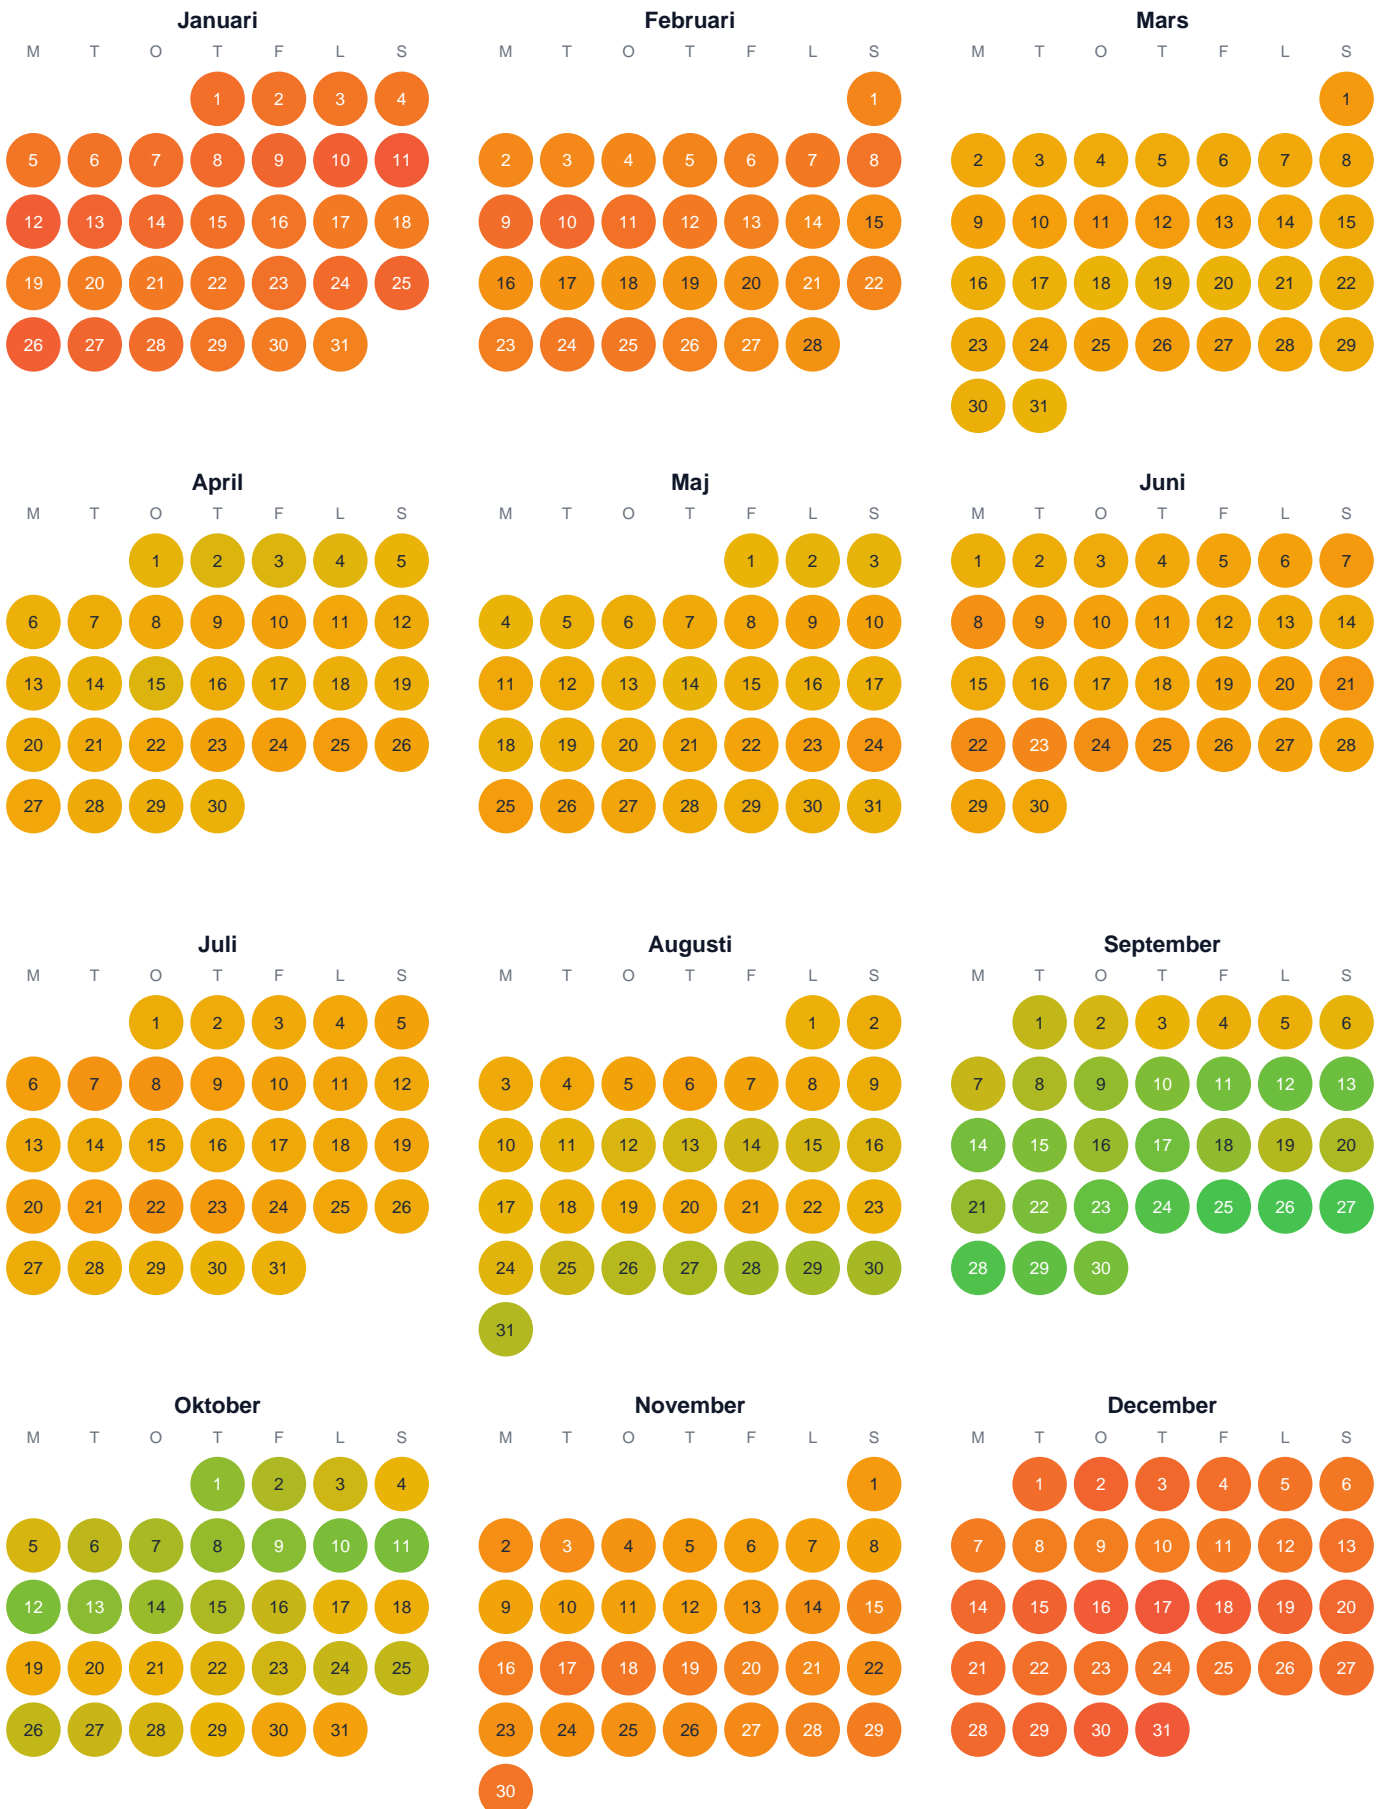 Januari Februari Mars
M T O T F L S M T O T F L S M T O T F L S
1 2 3 4 1 1
5 6 7 8 9 10 11 2 3 4 5 6 7 8 2 3 4 5 6 7 8
12 13 14 15 16 17 18 9 10 11 12 13 14 15 9 10 11 12 13 14 15
19 20 21 22 23 24 25 16 17 18 19 20 21 22 16 17 18 19 20 21 22
26 27 28 29 30 31 23 24 25 26 27 28 23 24 25 26 27 28 29
30 31
April Maj Juni
M T O T F L S M T O T F L S M T O T F L S
1 2 3 4 5 1 2 3 1 2 3 4 5 6 7
6 7 8 9 10 11 12 4 5 6 7 8 9 10 8 9 10 11 12 13 14
13 14 15 16 17 18 19 11 12 13 14 15 16 17 15 16 17 18 19 20 21
20 21 22 23 24 25 26 18 19 20 21 22 23 24 22 23 24 25 26 27 28
27 28 29 30 25 26 27 28 29 30 31 29 30
Juli Augusti September
M T O T F L S M T O T F L S M T O T F L S
1 2 3 4 5 1 2 1 2 3 4 5 6
6 7 8 9 10 11 12 3 4 5 6 7 8 9 7 8 9 10 11 12 13
13 14 15 16 17 18 19 10 11 12 13 14 15 16 14 15 16 17 18 19 20
20 21 22 23 24 25 26 17 18 19 20 21 22 23 21 22 23 24 25 26 27
27 28 29 30 31 24 25 26 27 28 29 30 28 29 30
31
Oktober November December
M T O T F L S M T O T F L S M T O T F L S
1 2 3 4 1 1 2 3 4 5 6
5 6 7 8 9 10 11 2 3 4 5 6 7 8 7 8 9 10 11 12 13
12 13 14 15 16 17 18 9 10 11 12 13 14 15 14 15 16 17 18 19 20
19 20 21 22 23 24 25 16 17 18 19 20 21 22 21 22 23 24 25 26 27
26 27 28 29 30 31 23 24 25 26 27 28 29 28 29 30 31
30